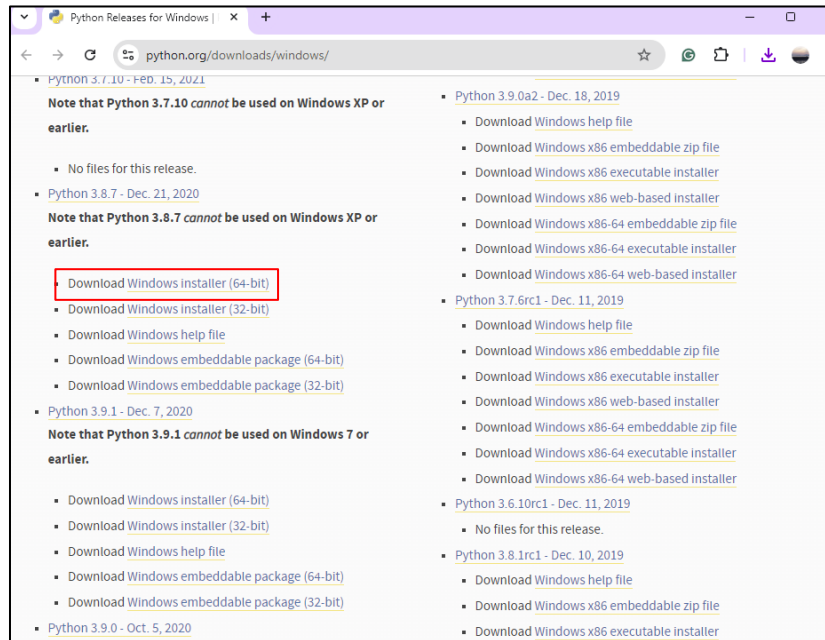 Python Releases for Windows |
python.org/downloads/windows/
Python 3.7.10 - Feb. 15, 2021
Note that Python 3.7.10 cannot be used on Windows XP or
earlier.
No files for this release.
Python 3.8.7 - Dec. 21, 2020
Note that Python 3.8.7 cannot be used on Windows XP or
earlier.
Download Windows installer (64-bit)
Download Windows installer (32-bit)
Download Windows help file
Download Windows embeddable package (64-bit)
Download Windows embeddable package (32-bit)
Python 3.9.1 - Dec. 7, 2020
Note that Python 3.9.1 cannot be used on Windows 7 or
earlier.
Download Windows installer (64-bit)
Download Windows installer (32-bit)
Download Windows help file
Download Windows embeddable package (64-bit)
Download Windows embeddable package (32-bit)
Python 3.9.0 - Oct. 5, 2020
Python 3.9.0a2 - Dec. 18, 2019
Download Windows help file
Download Windows x86 embeddable zip file
Download Windows x86 executable installer
Download Windows x86 web-based installer
Download Windows x86-64 embeddable zip file
Download Windows x86-64 executable installer
Download Windows x86-64 web-based installer
Python 3.7.6rc1 - Dec. 11, 2019
Download Windows help file
Download Windows x86 embeddable zip file
Download Windows x86 executable installer
Download Windows x86 web-based installer
Download Windows x86-64 embeddable zip file
Download Windows x86-64 executable installer
Download Windows x86-64 web-based installer
Python 3.6.10rc1 - Dec. 11, 2019
No files for this release.
Python 3.8.1rc1 - Dec. 10, 2019
Download Windows help file
Download Windows x86 embeddable zip file
Download Windows x86 executable installer